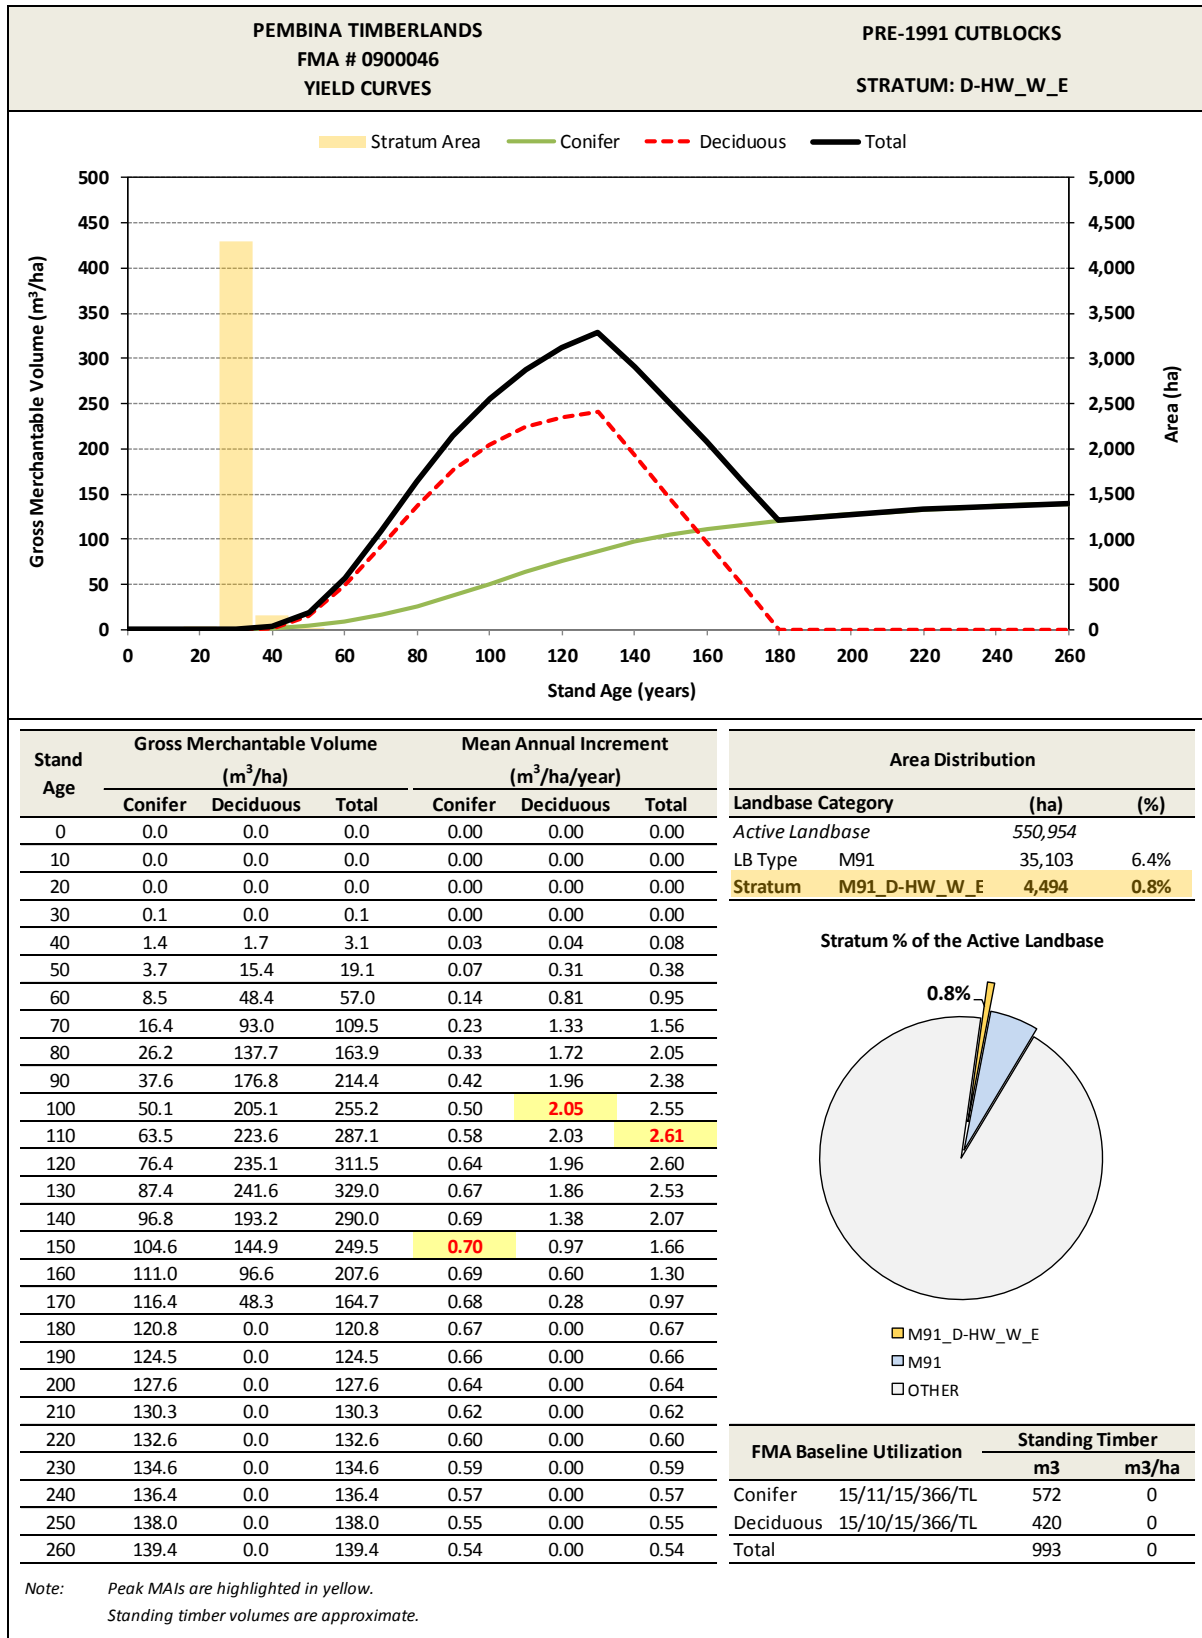 PEMBINA TIMBERLANDS
FMA # 0900046
YIELD CURVES
PRE-1991 CUTBLOCKS
STRATUM: D-HW_W_E
Stratum Area Conifer Deciduous Total
Gross Merchantable Volume (m³/ha)
500
450
400
350
300
250
200
150
100
50
0
5,000
4,500
4,000
3,500
3,000
2,500
2,000
1,500
1,000
500
0
Area (ha)
0 20 40 60 80 100 120 140 160 180 200 220 240 260
Stand Age (years)
Stand Age
Gross Merchantable Volume (m³/ha)
Mean Annual Increment (m³/ha/year)
Conifer Deciduous Total Conifer Deciduous Total
0 0.0 0.0 0.0 0.00 0.00 0.00
10 0.0 0.0 0.0 0.00 0.00 0.00
20 0.0 0.0 0.0 0.00 0.00 0.00
30 0.1 0.0 0.1 0.00 0.00 0.00
40 1.4 1.7 3.1 0.03 0.04 0.08
50 3.7 15.4 19.1 0.07 0.31 0.38
60 8.5 48.4 57.0 0.14 0.81 0.95
70 16.4 93.0 109.5 0.23 1.33 1.56
80 26.2 137.7 163.9 0.33 1.72 2.05
90 37.6 176.8 214.4 0.42 1.96 2.38
100 50.1 205.1 255.2 0.50 2.05 2.55
110 63.5 223.6 287.1 0.58 2.03 2.61
120 76.4 235.1 311.5 0.64 1.96 2.60
130 87.4 241.6 329.0 0.67 1.86 2.53
140 96.8 193.2 290.0 0.69 1.38 2.07
150 104.6 144.9 249.5 0.70 0.97 1.66
160 111.0 96.6 207.6 0.69 0.60 1.30
170 116.4 48.3 164.7 0.68 0.28 0.97
180 120.8 0.0 120.8 0.67 0.00 0.67
190 124.5 0.0 124.5 0.66 0.00 0.66
200 127.6 0.0 127.6 0.64 0.00 0.64
210 130.3 0.0 130.3 0.62 0.00 0.62
220 132.6 0.0 132.6 0.60 0.00 0.60
230 134.6 0.0 134.6 0.59 0.00 0.59
240 136.4 0.0 136.4 0.57 0.00 0.57
250 138.0 0.0 138.0 0.55 0.00 0.55
260 139.4 0.0 139.4 0.54 0.00 0.54
Area Distribution
Landbase Category (ha) (%)
Active Landbase 550,954
LB Type M91 35,103 6.4%
Stratum M91_D-HW_W_E 4,494 0.8%
Stratum % of the Active Landbase
0.8%
M91_D-HW_W_E
M91
OTHER
FMA Baseline Utilization Standing Timber
m3 m3/ha
Conifer 15/11/15/366/TL 572 0
Deciduous 15/10/15/366/TL 420 0
Total 993 0
Note: Peak MAIs are highlighted in yellow.
Standing timber volumes are approximate.